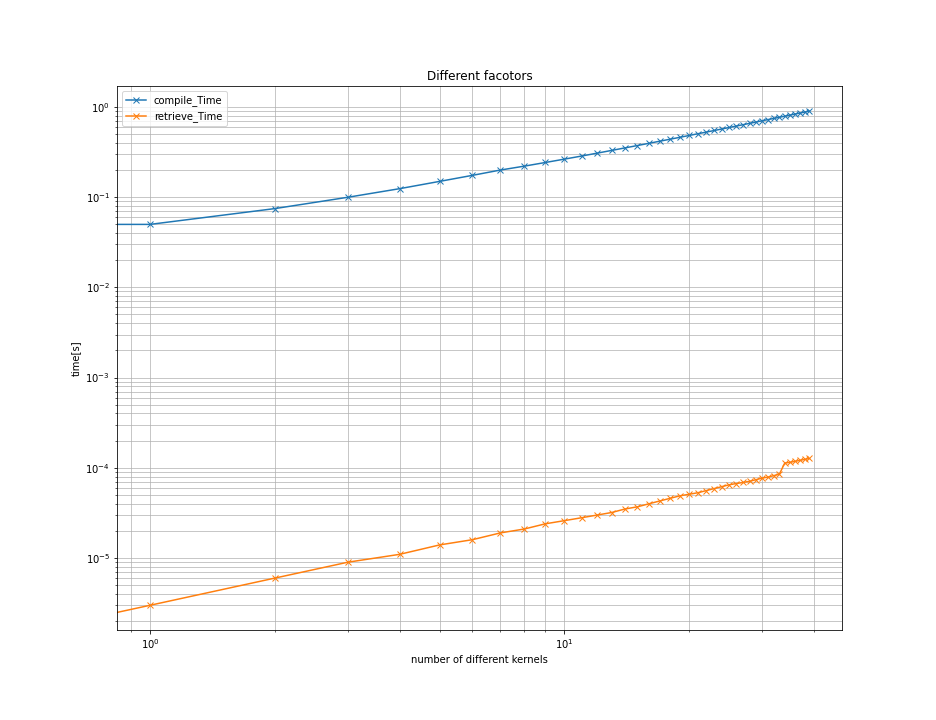 Different facotors
compile_Time
retrieve_Time
10⁰
10⁻¹
10⁻²
10⁻³
10⁻⁴
10⁻⁵
time[s]
10⁰ 10¹
number of different kernels